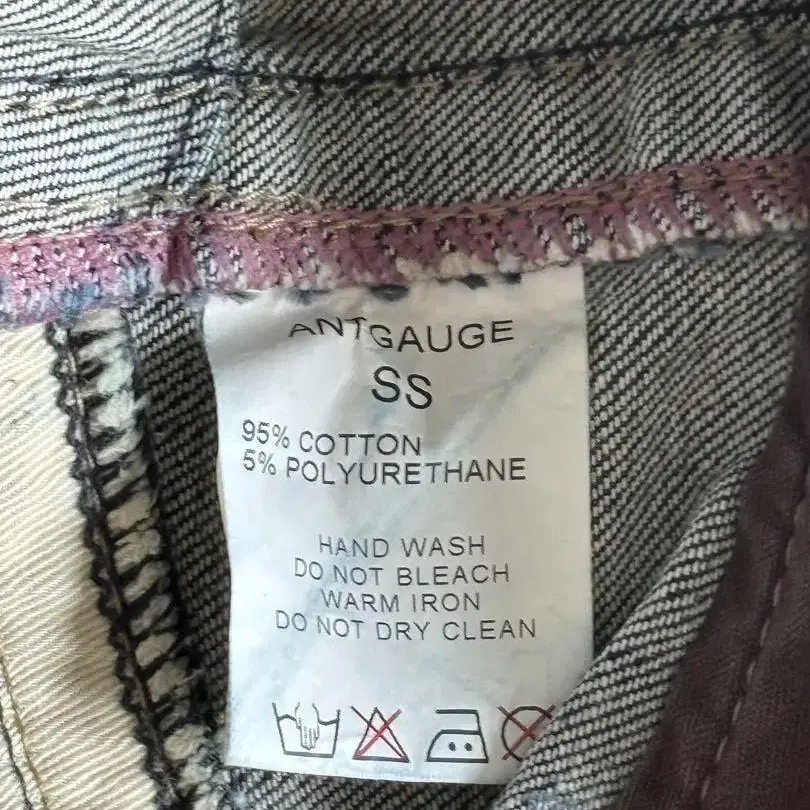 ANTGAUGE
SS
95% COTTON
5% POLYURETHANE
HAND WASH
DO NOT BLEACH
WARM IRON
DO NOT DRY CLEAN